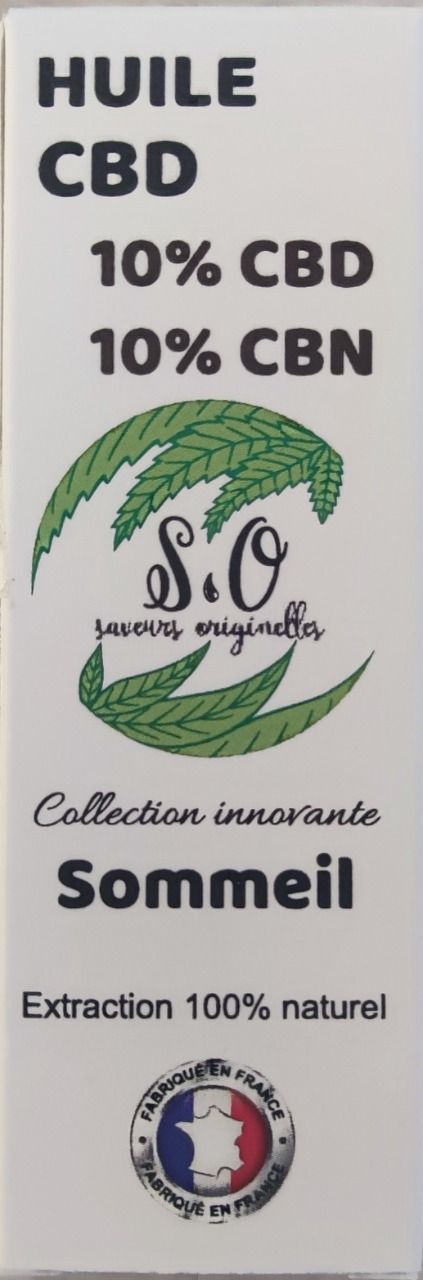 HUILE
CBD
10% CBD
10% CBN
S.O
saveurs originelles
Collection innovante
Sommeil
Extraction 100% naturel
FABRIQUÉ EN FRANCE
FABRIQUÉ EN FRANCE